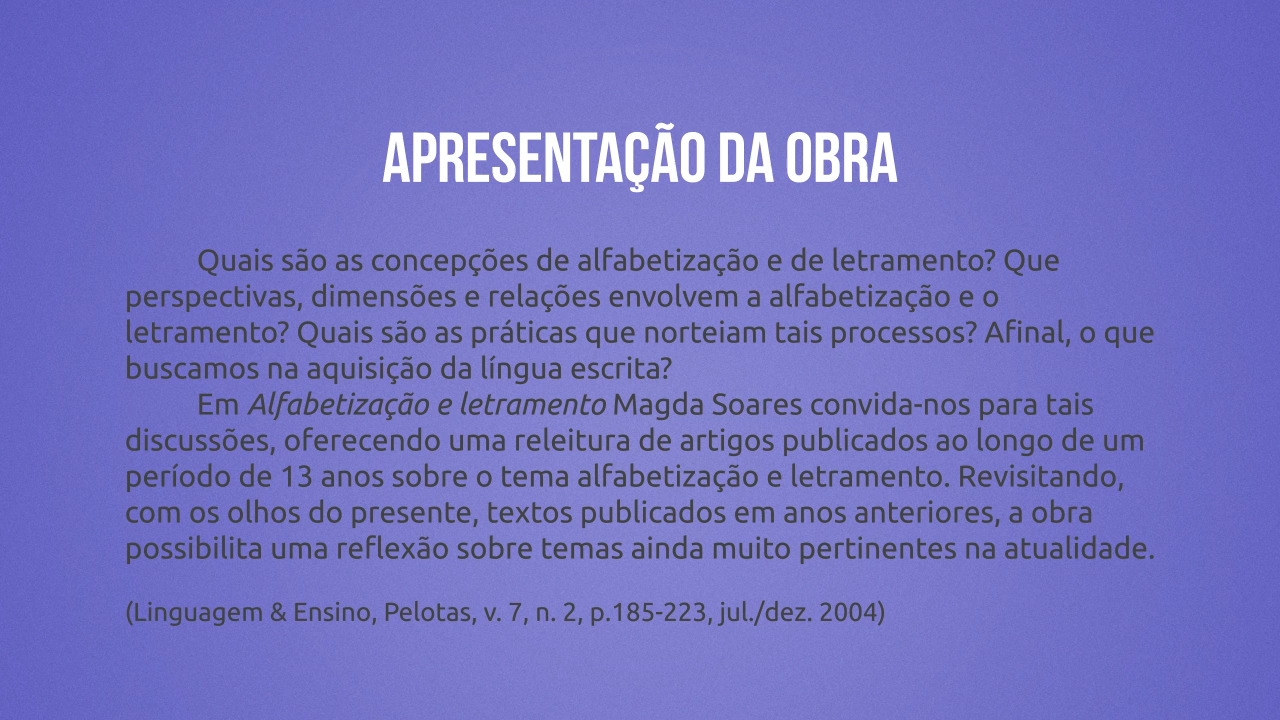 APRESENTAÇÃO DA OBRA
Quais são as concepções de alfabetização e de letramento? Que
perspectivas, dimensões e relações envolvem a alfabetização e o
letramento? Quais são as práticas que norteiam tais processos? Afinal, o que
buscamos na aquisição da língua escrita?
Em Alfabetização e letramento Magda Soares convida-nos para tais
discussões, oferecendo uma releitura de artigos publicados ao longo de um
período de 13 anos sobre o tema alfabetização e letramento. Revisitando,
com os olhos do presente, textos publicados em anos anteriores, a obra
possibilita uma reflexão sobre temas ainda muito pertinentes na atualidade.
(Linguagem & Ensino, Pelotas, v. 7, n. 2, p.185-223, jul./dez. 2004)